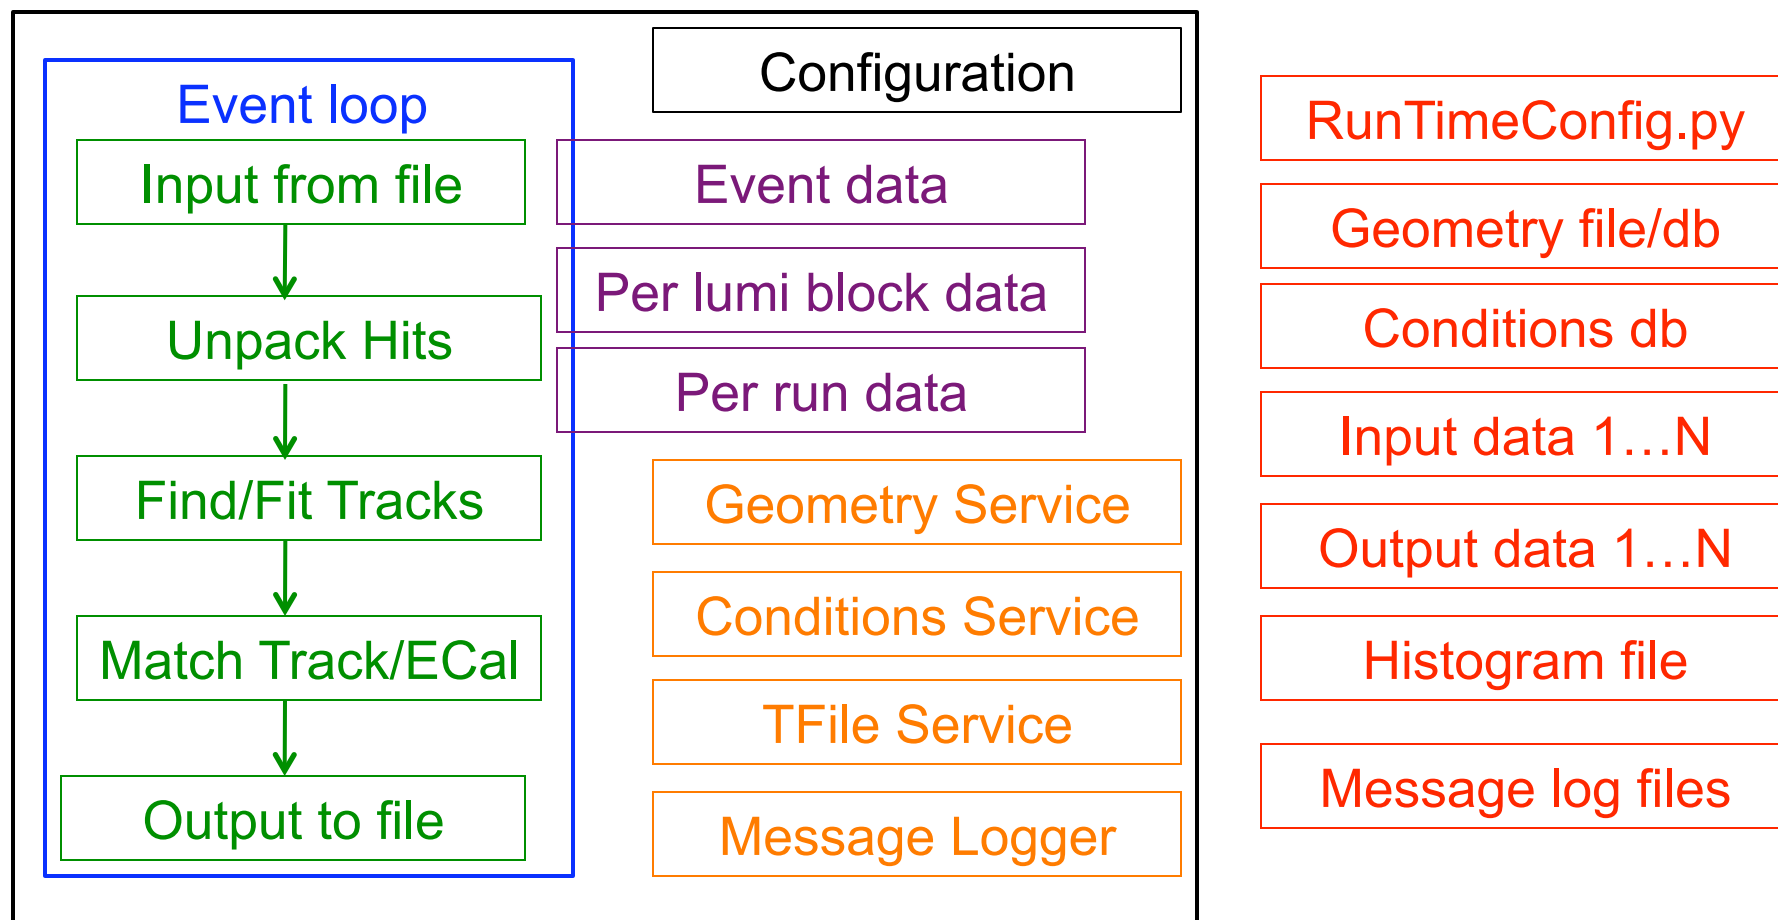 Configuration
Event loop
Input from file
Unpack Hits
Find/Fit Tracks
Match Track/ECal
Output to file
Event data
Per lumi block data
Per run data
Geometry Service
Conditions Service
TFile Service
Message Logger
RunTimeConfig.py
Geometry file/db
Conditions db
Input data 1…N
Output data 1…N
Histogram file
Message log files